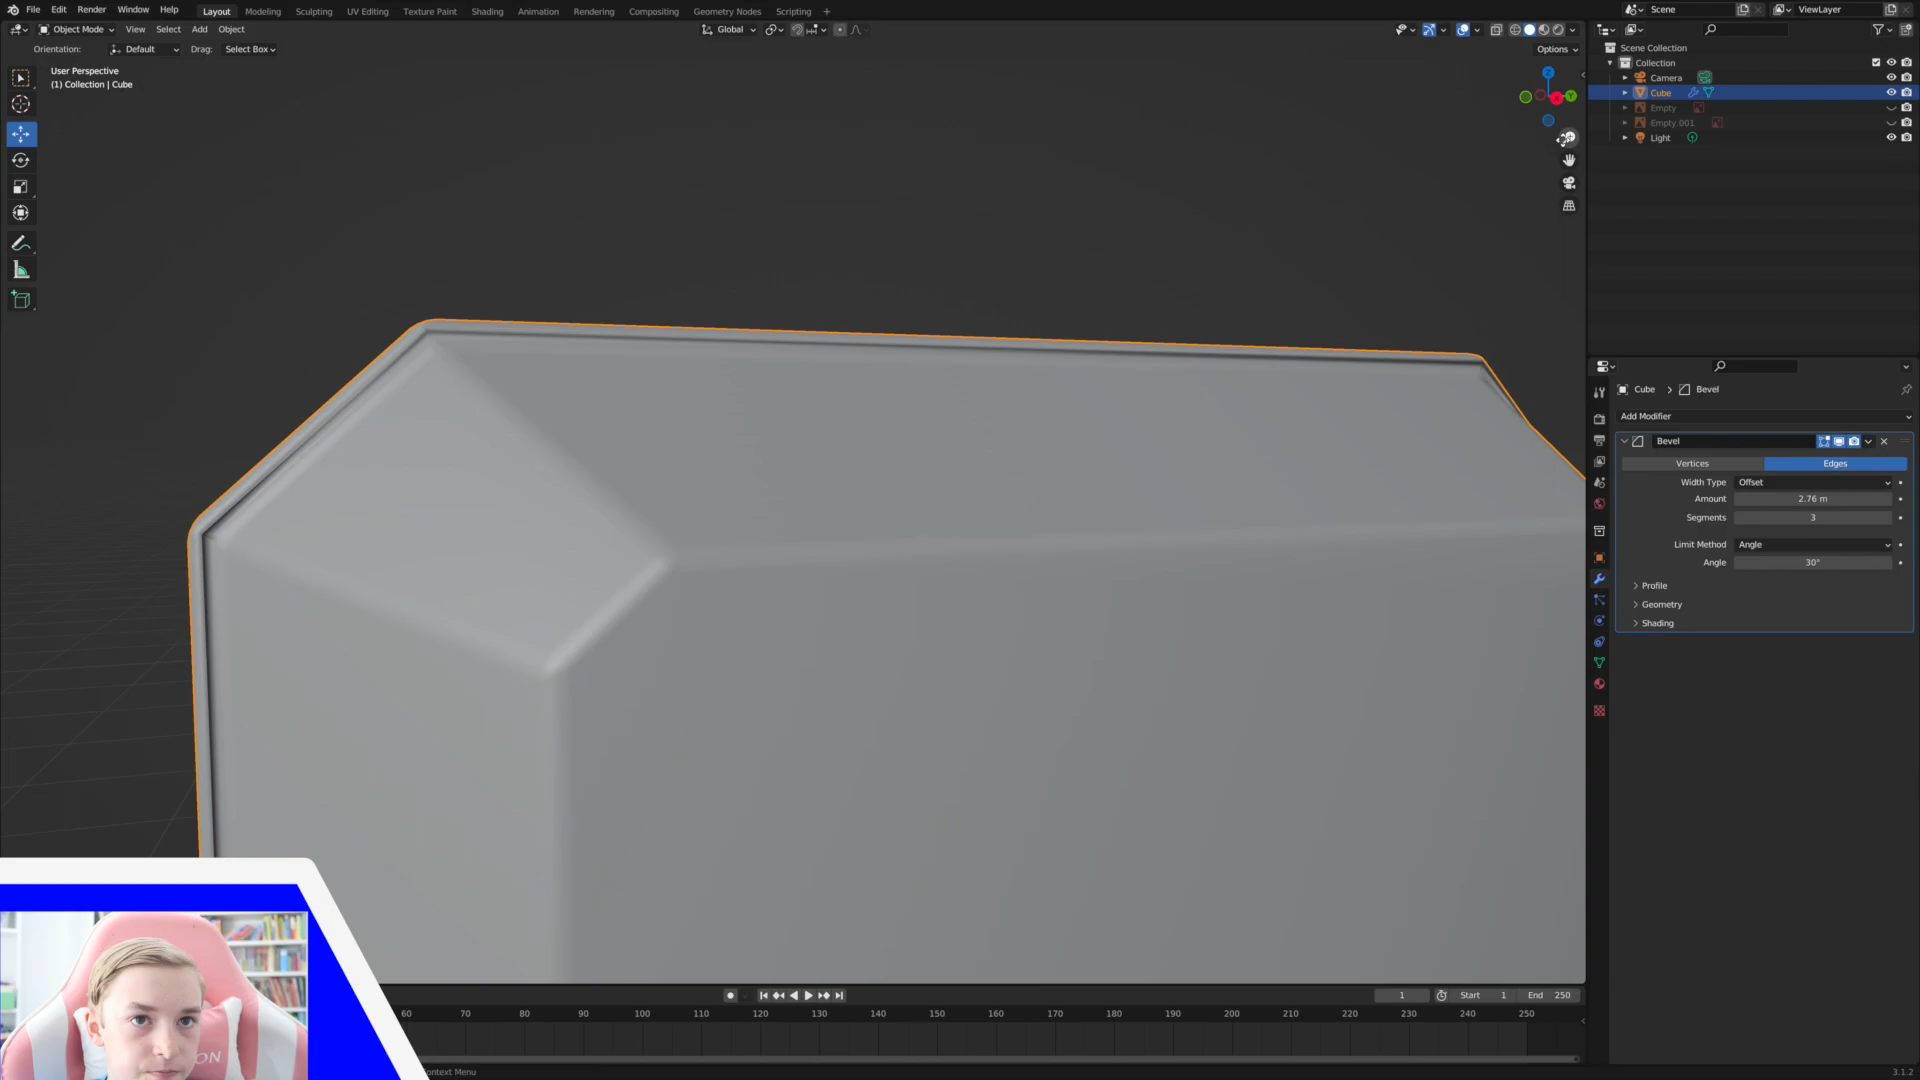 File Edit Render Window Help Layout Modeling Sculpting UV Editing Texture Paint Shading Animation Rendering Compositing Geometry Nodes Scripting + Scene ViewLayer
Object Mode View Select Add Object Global
Orientation: Default Drag: Select Box Options
User Perspective
(1) Collection | Cube
Z
Y
Scene Collection
Collection
Camera
Cube
Empty
Empty.001
Light
Cube > Bevel
Add Modifier
Bevel
Vertices Edges
Width Type Offset
Amount 2.76 m
Segments 3
Limit Method Angle
Angle 30°
Profile
Geometry
Shading
1 Start 1 End 250
60 70 80 90 100 110 120 130 140 150 160 170 180 190 200 210 220 230 240 250
ontext Menu 3.1.2
ON